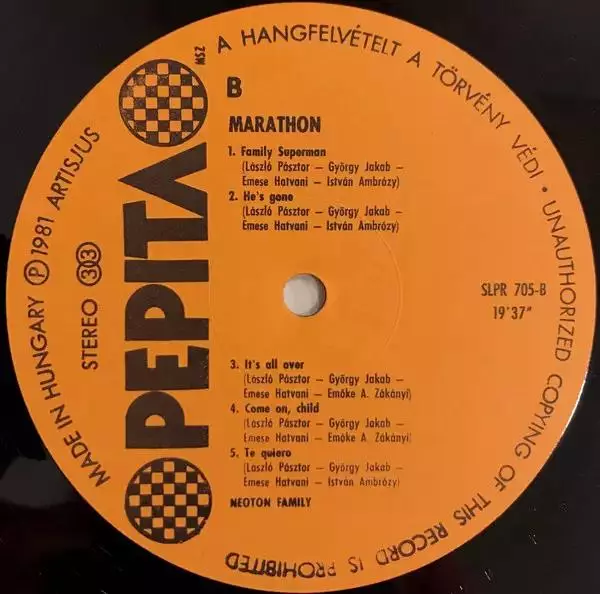 A HANGFELVÉTELT A TÖRVÉNY VÉDI • UNAUTHORIZED COPYING OF THIS RECORD IS PROHIBITED
MADE IN HUNGARY Ⓟ 1981 ARTISJUS
STEREO 33
PEPITA
MSZ
B
MARATHON
1. Family Superman
(László Pásztor – György Jakab –
Emese Hatvani – István Ambrózy)
2. He's gone
(László Pásztor – György Jakab –
Emese Hatvani – István Ambrózy)
SLPR 705-B
19'37"
3. It's all over
(László Pásztor – György Jakab –
Emese Hatvani – Emőke A. Zákányi)
4. Come on, child
(László Pásztor – György Jakab –
Emese Hatvani – Emőke A. Zákányi)
5. Te quiero
(László Pásztor – György Jakab –
Emese Hatvani – István Ambrózy)
NEOTON FAMILY